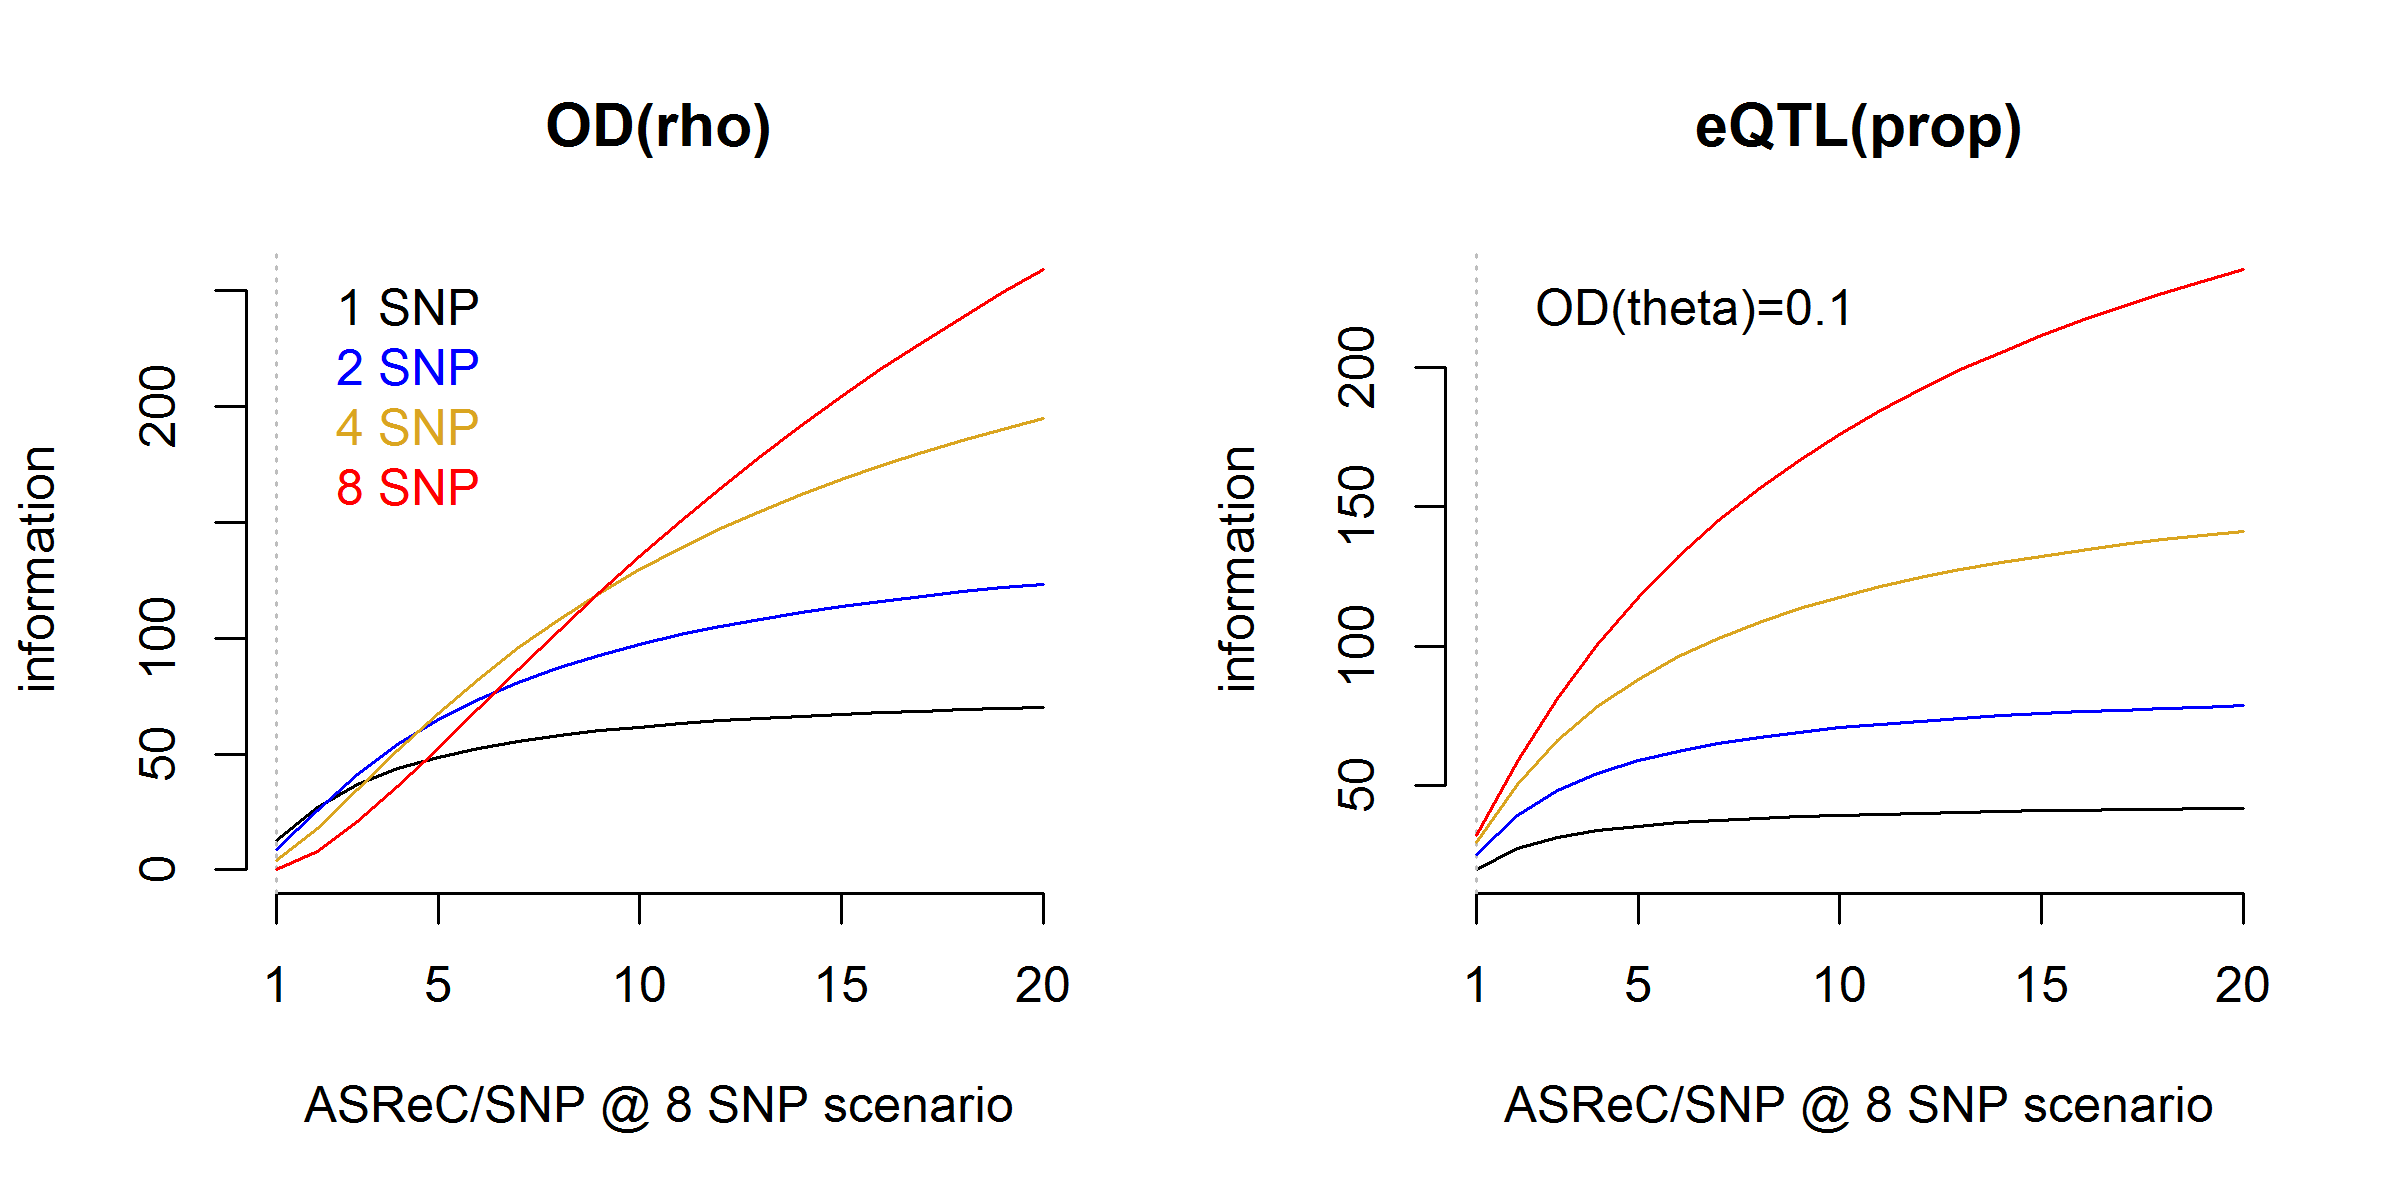 OD(rho)
1 SNP
2 SNP
4 SNP
8 SNP
information
0
50
100
200
1
5
10
15
20
ASReC/SNP @ 8 SNP scenario
eQTL(prop)
OD(theta)=0.1
information
50
100
150
200
1
5
10
15
20
ASReC/SNP @ 8 SNP scenario